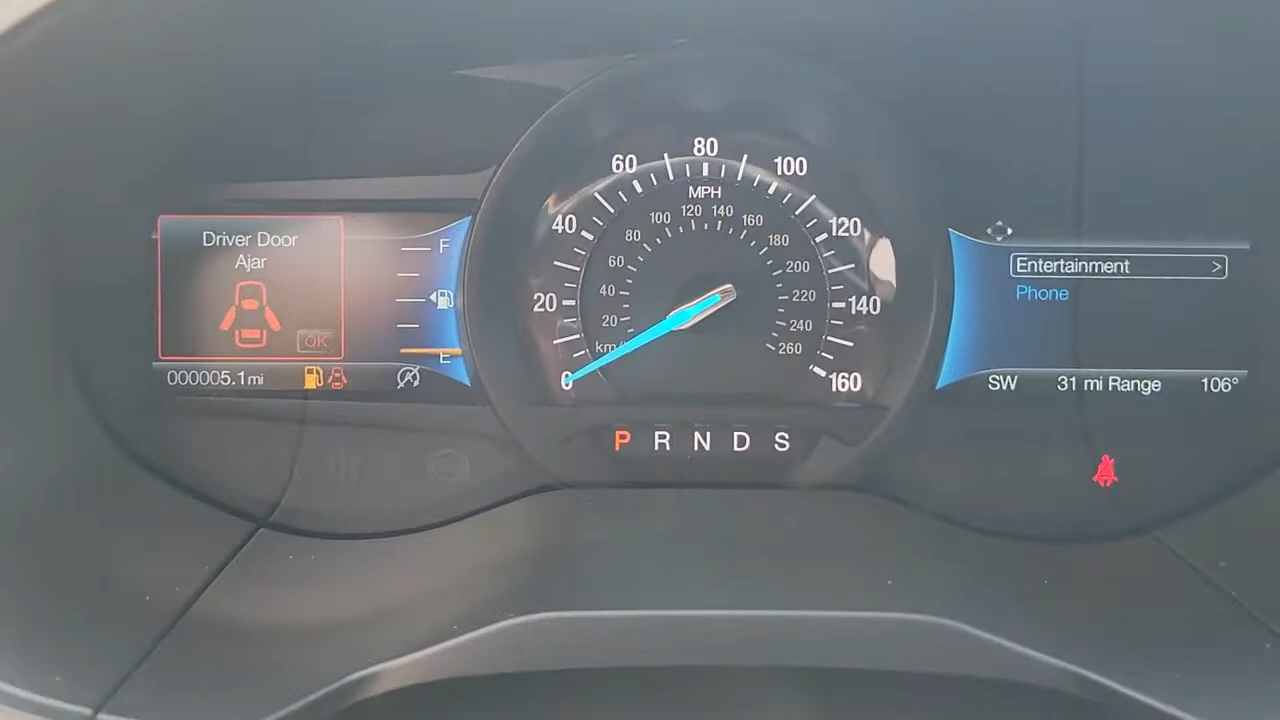 Driver Door
Ajar
OK
000005.1 mi
F
E
0
20
40
60
80
100
120
140
160
MPH
km/
20
40
60
80
100
120
140
160
180
200
220
240
260
P R N D S
Entertainment >
Phone
SW 31 mi Range 106°